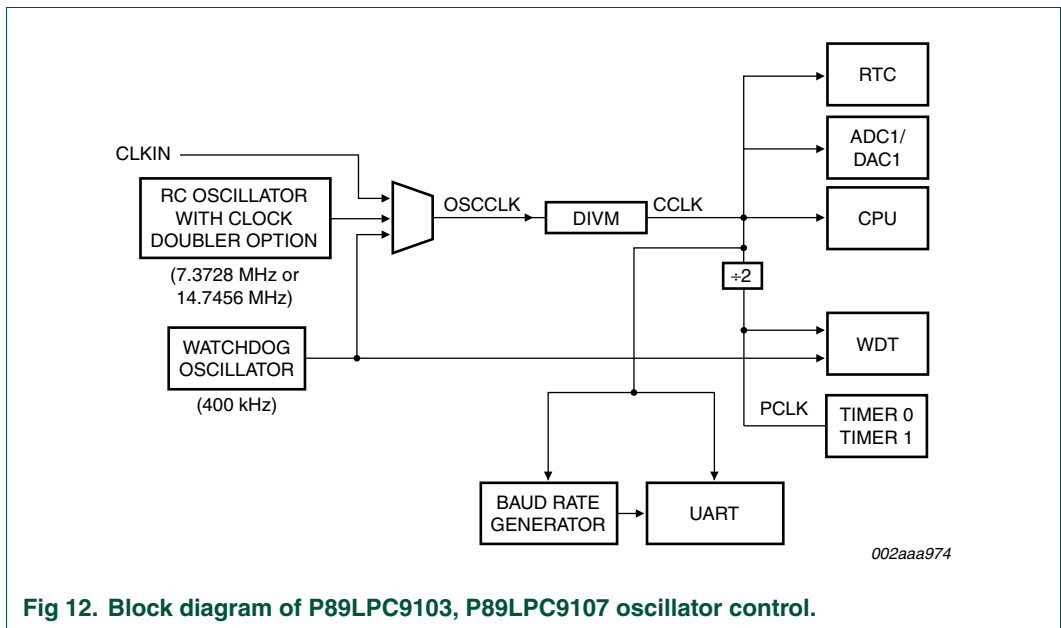 RTC
ADC1/
DAC1
CLKIN
RC OSCILLATOR
WITH CLOCK
DOUBLER OPTION
OSCCLK
DIVM
CCLK
CPU
(7.3728 MHz or
14.7456 MHz)
÷2
WATCHDOG
OSCILLATOR
WDT
(400 kHz)
PCLK
TIMER 0
TIMER 1
BAUD RATE
GENERATOR
UART
002aaa974
Fig 12. Block diagram of P89LPC9103, P89LPC9107 oscillator control.